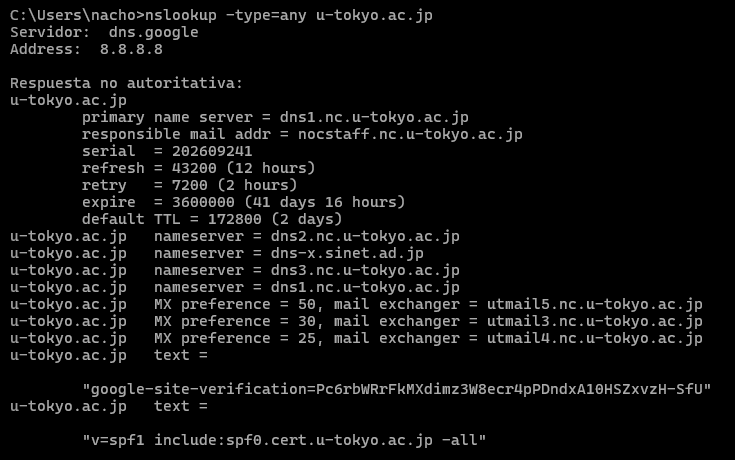 C:\Users\nacho>nslookup -type=any u-tokyo.ac.jp
Servidor:  dns.google
Address:  8.8.8.8

Respuesta no autoritativa:
u-tokyo.ac.jp
        primary name server = dns1.nc.u-tokyo.ac.jp
        responsible mail addr = nocstaff.nc.u-tokyo.ac.jp
        serial  = 202609241
        refresh = 43200 (12 hours)
        retry   = 7200 (2 hours)
        expire  = 3600000 (41 days 16 hours)
        default TTL = 172800 (2 days)
u-tokyo.ac.jp   nameserver = dns2.nc.u-tokyo.ac.jp
u-tokyo.ac.jp   nameserver = dns-x.sinet.ad.jp
u-tokyo.ac.jp   nameserver = dns3.nc.u-tokyo.ac.jp
u-tokyo.ac.jp   nameserver = dns1.nc.u-tokyo.ac.jp
u-tokyo.ac.jp   MX preference = 50, mail exchanger = utmail5.nc.u-tokyo.ac.jp
u-tokyo.ac.jp   MX preference = 30, mail exchanger = utmail3.nc.u-tokyo.ac.jp
u-tokyo.ac.jp   MX preference = 25, mail exchanger = utmail4.nc.u-tokyo.ac.jp
u-tokyo.ac.jp   text =

        "google-site-verification=Pc6rbWRrFkMXdimz3W8ecr4pPDndxA10HSZxvzH-SfU"
u-tokyo.ac.jp   text =

        "v=spf1 include:spf0.cert.u-tokyo.ac.jp -all"